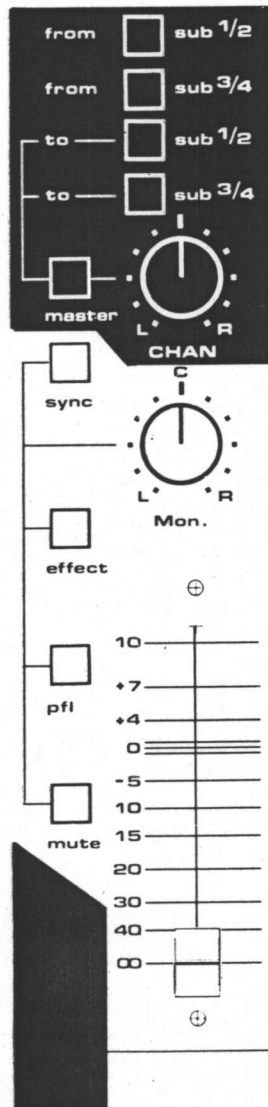 from sub 1/2
from sub 3/4
to sub 1/2
to sub 3/4
master
L R
CHAN
C
sync
L R
Mon.
effect
10
+7
pfl
+4
0
-5
10
15
mute
20
30
40
∞